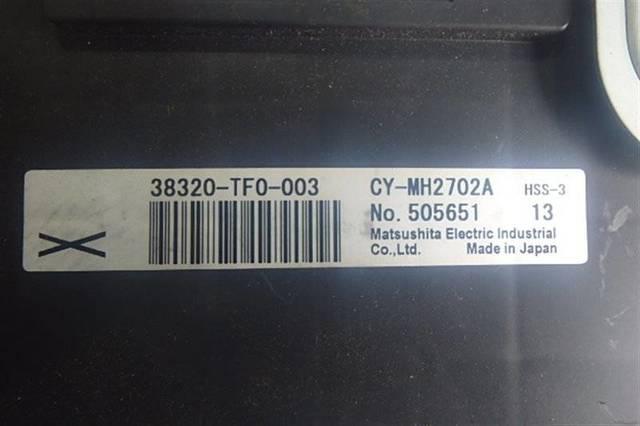 38320-TF0-003 CY-MH2702A HSS-3
No. 505651 13
Matsushita Electric Industrial
Co.,Ltd. Made in Japan
X